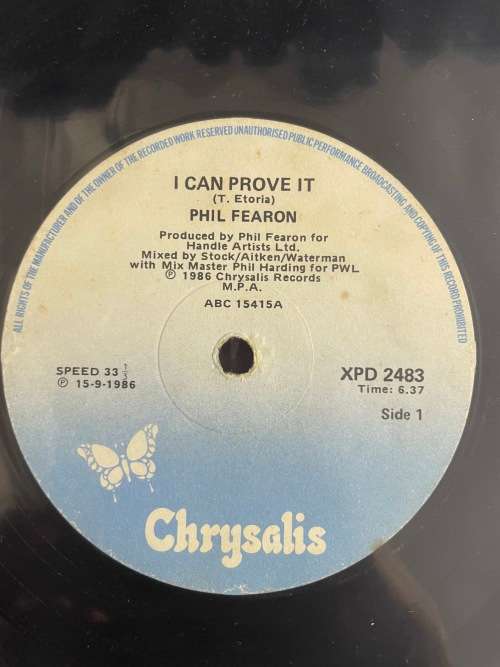 ALL RIGHTS OF THE MANUFACTURER AND OF THE OWNER OF THE RECORDED WORK RESERVED UNAUTHORISED PUBLIC PERFORMANCE BROADCASTING AND COPYING OF THIS RECORD PROHIBITED
I CAN PROVE IT
(T. Etoria)
PHIL FEARON
Produced by Phil Fearon for
Handle Artists Ltd.
Mixed by Stock/Aitken/Waterman
with Mix Master Phil Harding for PWL
℗ 1986 Chrysalis Records
M.P.A.
ABC 15415A
SPEED 33⅓
℗ 15-9-1986
XPD 2483
Time: 6.37
Side 1
Chrysalis